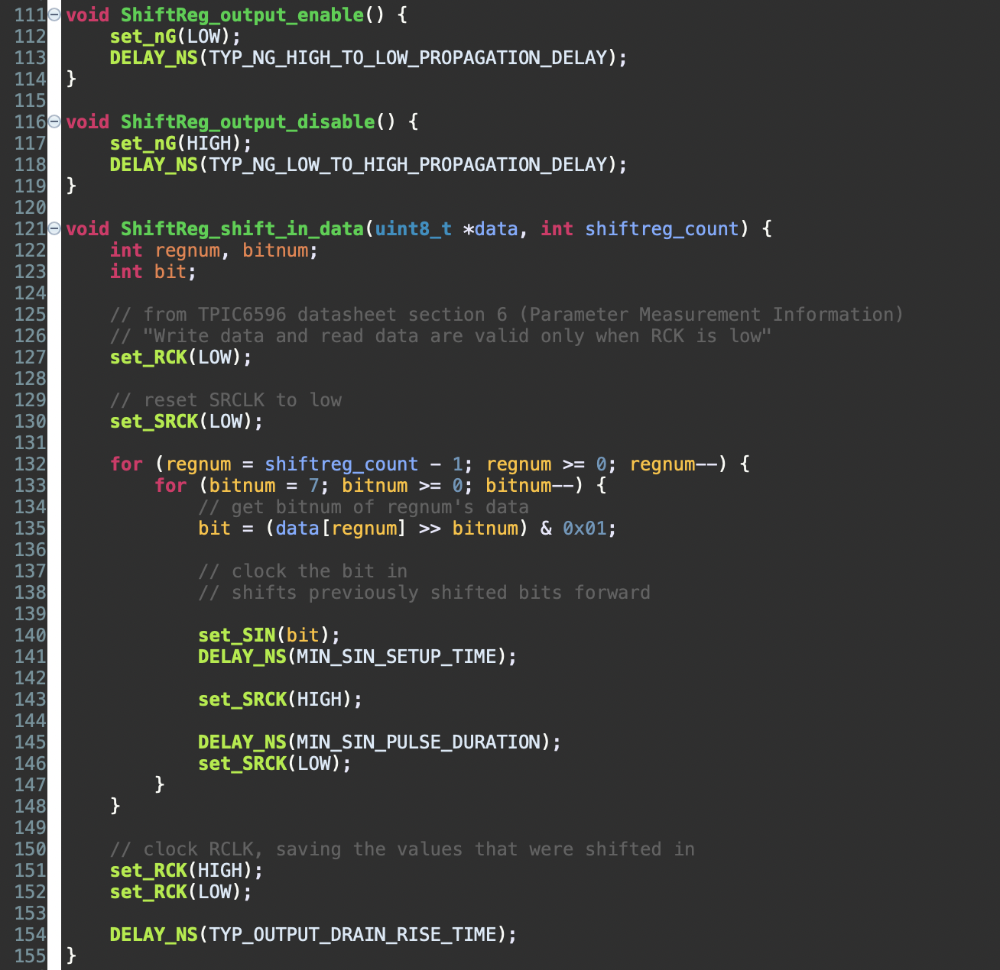 111 void ShiftReg_output_enable() {
112     set_nG(LOW);
113     DELAY_NS(TYP_NG_HIGH_TO_LOW_PROPAGATION_DELAY);
114 }
115
116 void ShiftReg_output_disable() {
117     set_nG(HIGH);
118     DELAY_NS(TYP_NG_LOW_TO_HIGH_PROPAGATION_DELAY);
119 }
120
121 void ShiftReg_shift_in_data(uint8_t *data, int shiftreg_count) {
122     int regnum, bitnum;
123     int bit;
124
125     // from TPIC6596 datasheet section 6 (Parameter Measurement Information)
126     // "Write data and read data are valid only when RCK is low"
127     set_RCK(LOW);
128
129     // reset SRCLK to low
130     set_SRCK(LOW);
131
132     for (regnum = shiftreg_count - 1; regnum >= 0; regnum--) {
133         for (bitnum = 7; bitnum >= 0; bitnum--) {
134             // get bitnum of regnum's data
135             bit = (data[regnum] >> bitnum) & 0x01;
136
137             // clock the bit in
138             // shifts previously shifted bits forward
139
140             set_SIN(bit);
141             DELAY_NS(MIN_SIN_SETUP_TIME);
142
143             set_SRCK(HIGH);
144
145             DELAY_NS(MIN_SIN_PULSE_DURATION);
146             set_SRCK(LOW);
147         }
148     }
149
150     // clock RCLK, saving the values that were shifted in
151     set_RCK(HIGH);
152     set_RCK(LOW);
153
154     DELAY_NS(TYP_OUTPUT_DRAIN_RISE_TIME);
155 }